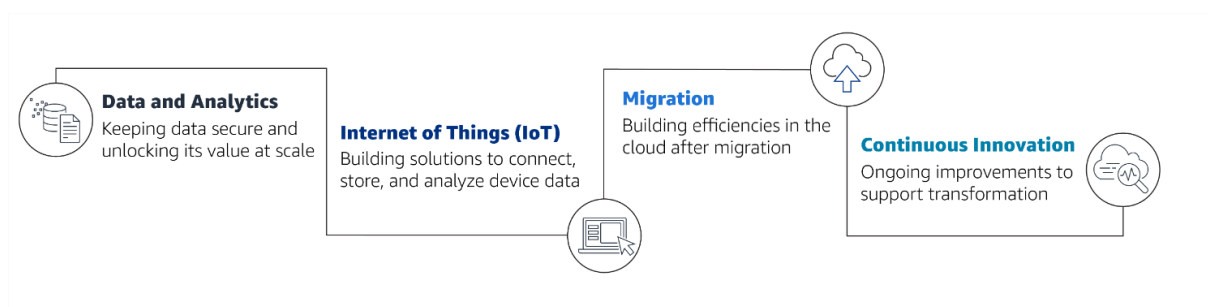 Data and Analytics
Keeping data secure and
unlocking its value at scale
Internet of Things (IoT)
Building solutions to connect,
store, and analyze device data
Migration
Building efficiencies in the
cloud after migration
Continuous Innovation
Ongoing improvements to
support transformation